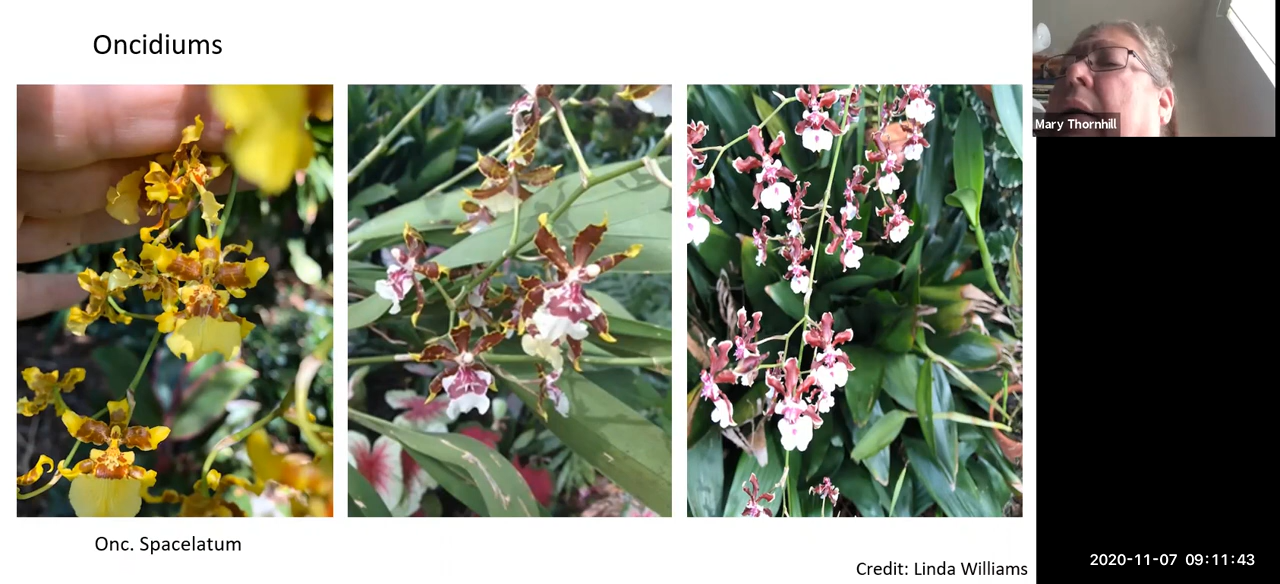 Oncidiums
Mary Thornhill
Onc. Spacelatum
Credit: Linda Williams
2020-11-07 09:11:43